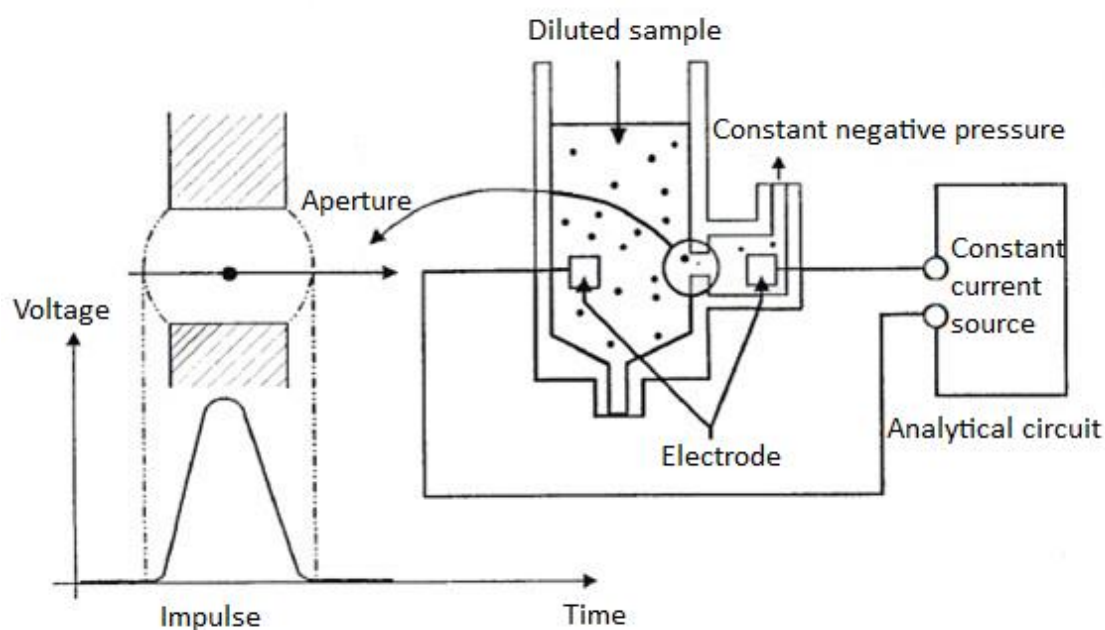 Diluted sample
Constant negative pressure
Aperture
Voltage
Constant
current
source
Analytical circuit
Electrode
Impulse
Time